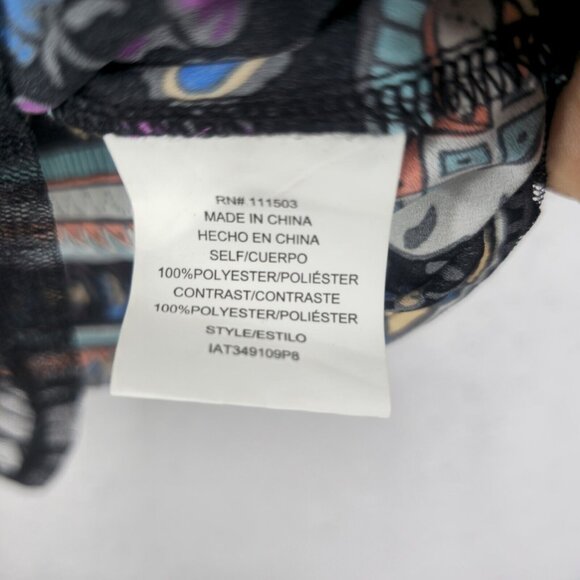 RN# 111503
MADE IN CHINA
HECHO EN CHINA
SELF/CUERPO
100%POLYESTER/POLIÉSTER
CONTRAST/CONTRASTE
100%POLYESTER/POLIÉSTER
STYLE/ESTILO
IAT349109P8